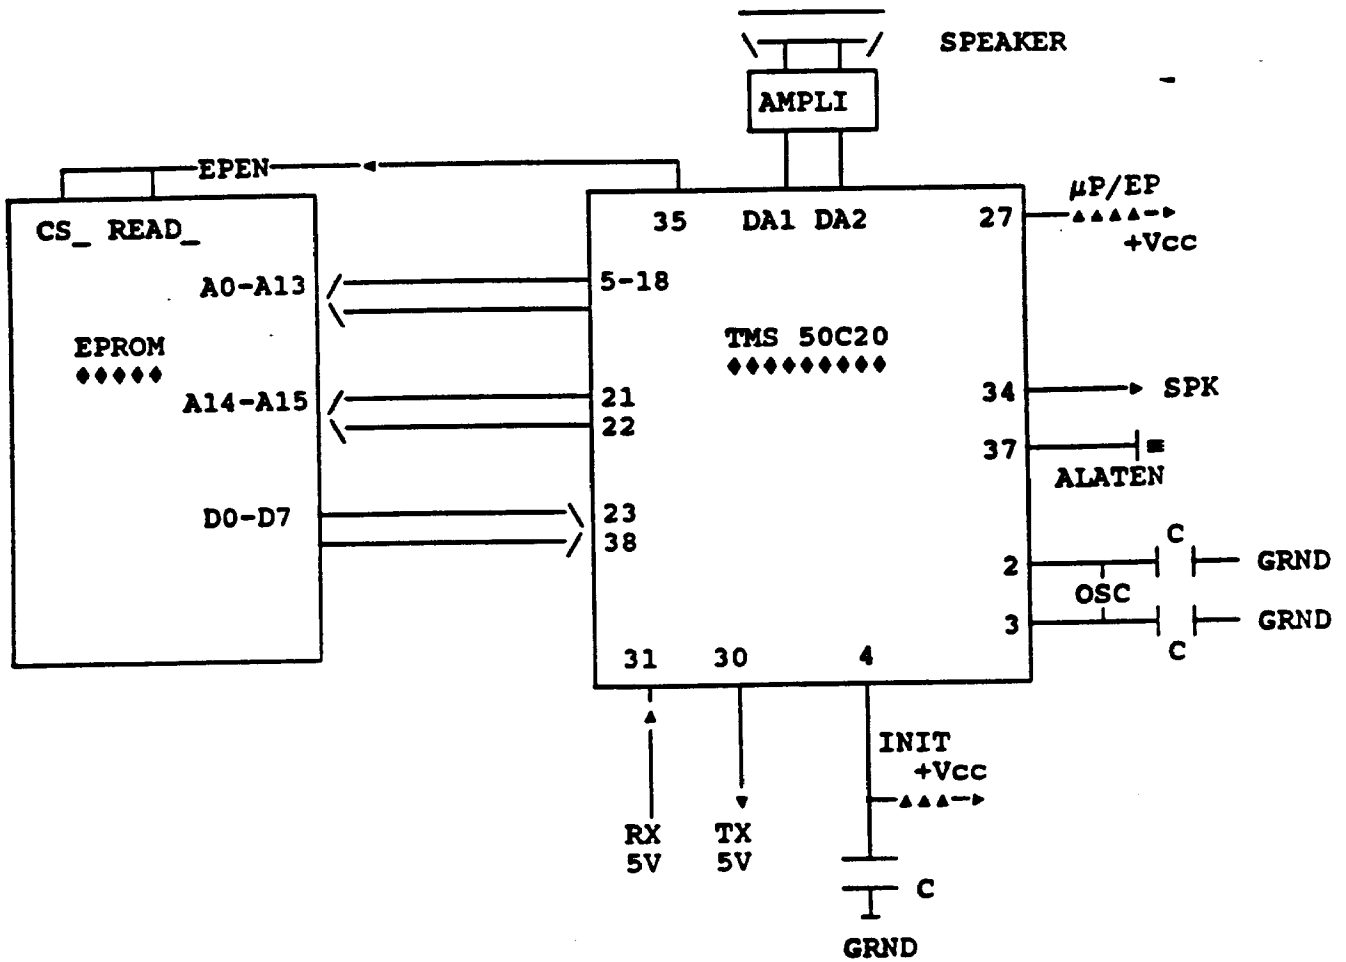 SPEAKER
AMPLI
EPEN
µP/EP
CS_ READ_
35 DA1 DA2 27
+Vcc
A0-A13 5-18
TMS 50C20
EPROM
A14-A15 21
22
34 SPK
37
ALATEN
D0-D7 23
38
C
2 GRND
OSC
3 GRND
C
31 30 4
INIT
+Vcc
RX TX
5V 5V
C
GRND